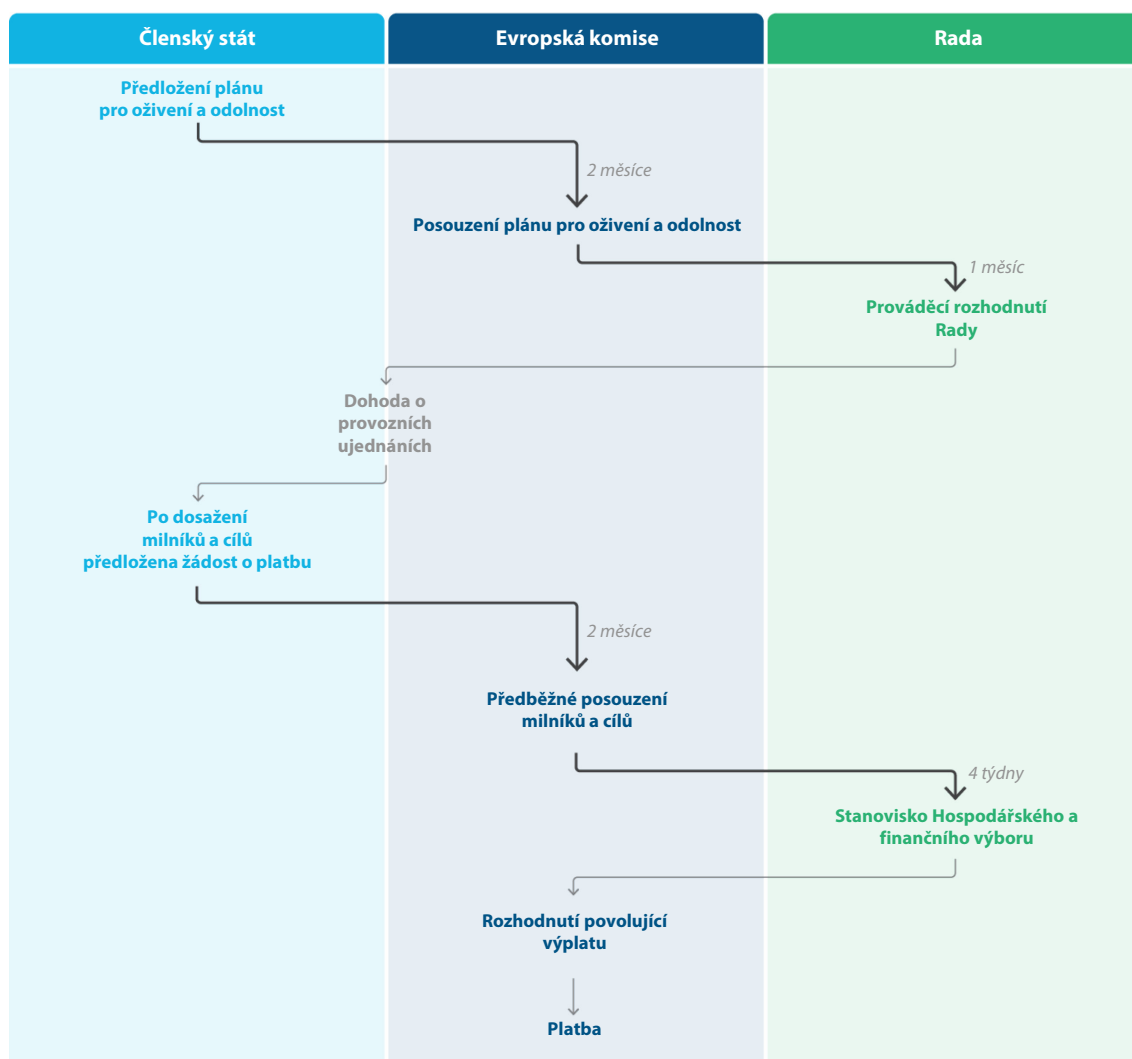 Členský stát
Evropská komise
Rada
Předložení plánu
pro oživení a odolnost
2 měsíce
Posouzení plánu pro oživení a odolnost
1 měsíc
Prováděcí rozhodnutí
Rady
Dohoda o
provozních
ujednáních
Po dosažení
milníků a cílů
předložena žádost o platbu
2 měsíce
Předběžné posouzení
milníků a cílů
4 týdny
Stanovisko Hospodářského a
finančního výboru
Rozhodnutí povolující
výplatu
Platba